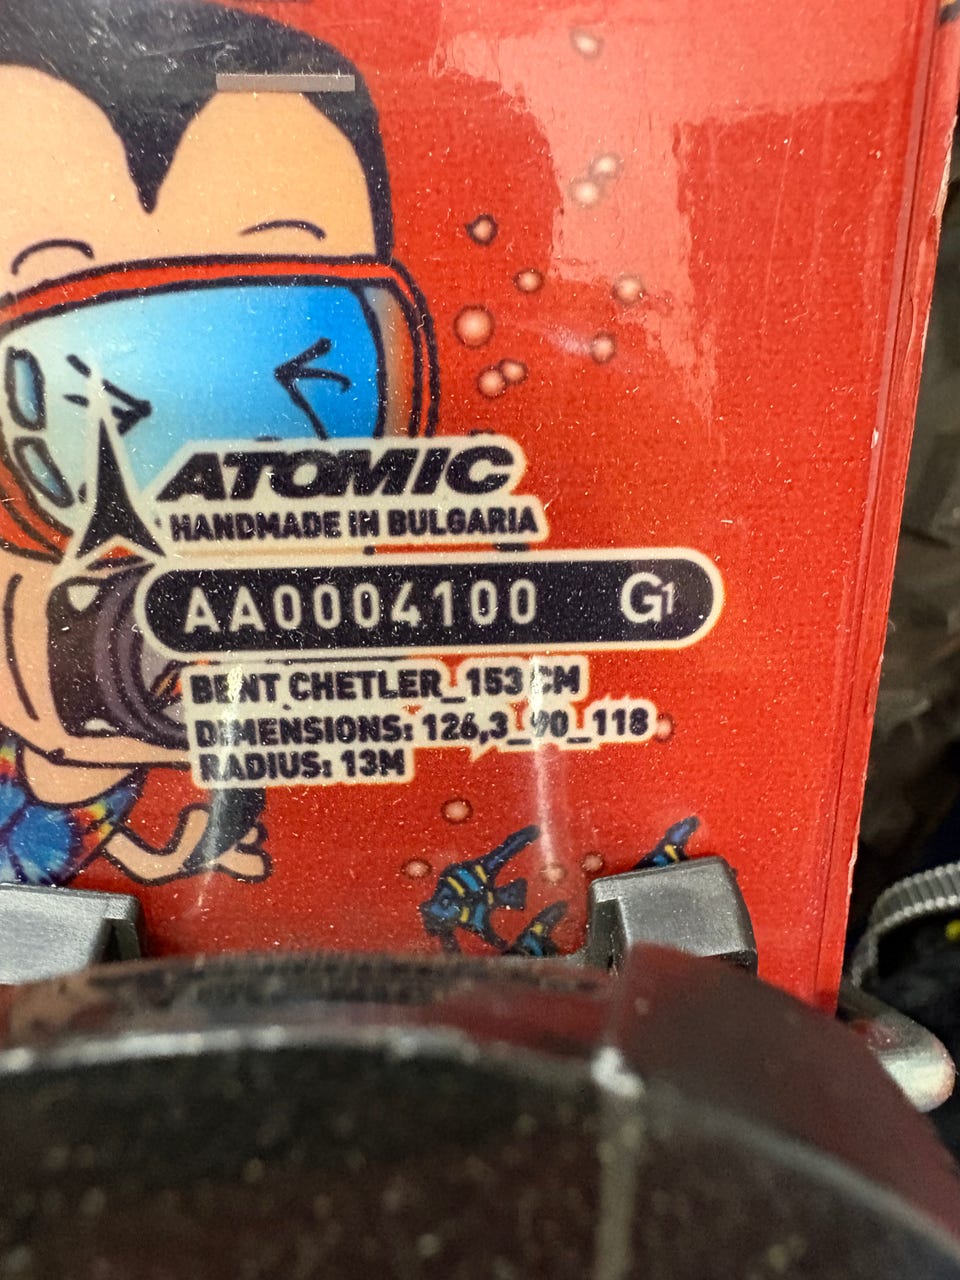 ATOMIC
HANDMADE IN BULGARIA
AA0004100 G1
BENT CHETLER_153 CM
DIMENSIONS: 126,3_90_118
RADIUS: 13M